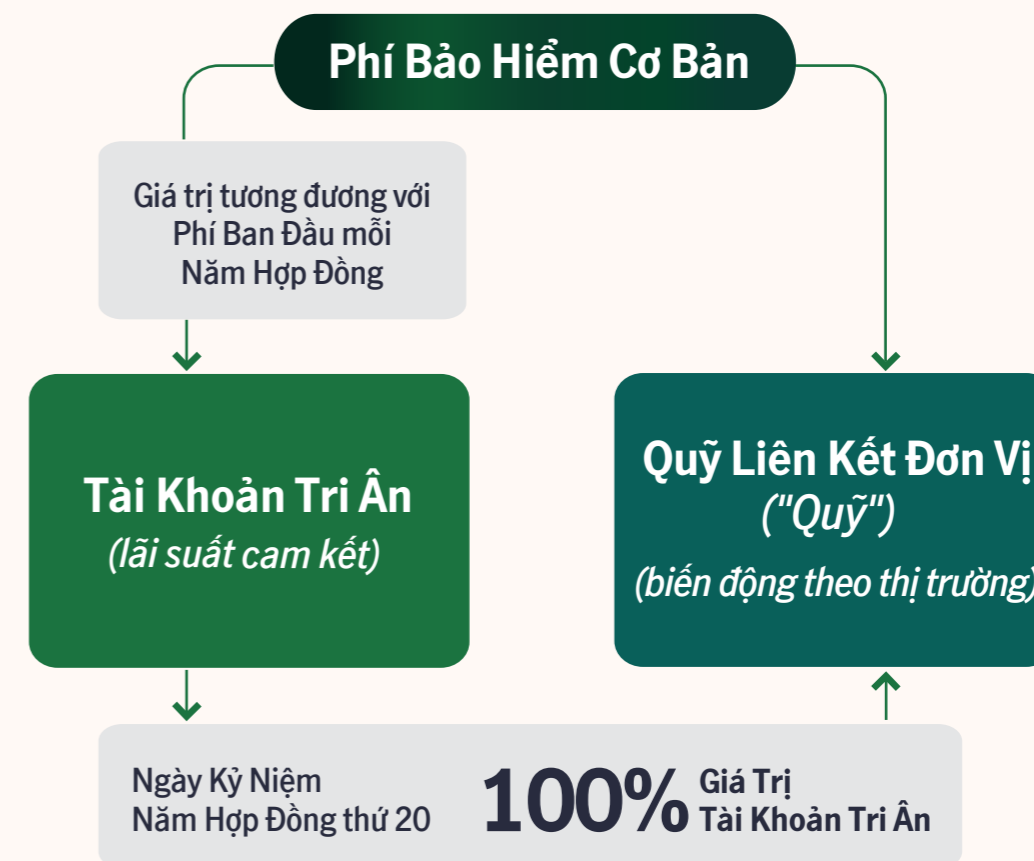 Phí Bảo Hiểm Cơ Bản
Giá trị tương đương với
Phí Ban Đầu mỗi
Năm Hợp Đồng
Tài Khoản Tri Ân
(lãi suất cam kết)
Quỹ Liên Kết Đơn Vị
("Quỹ")
(biến động theo thị trường)
Ngày Kỷ Niệm
Năm Hợp Đồng thứ 20
100%
Giá Trị
Tài Khoản Tri Ân